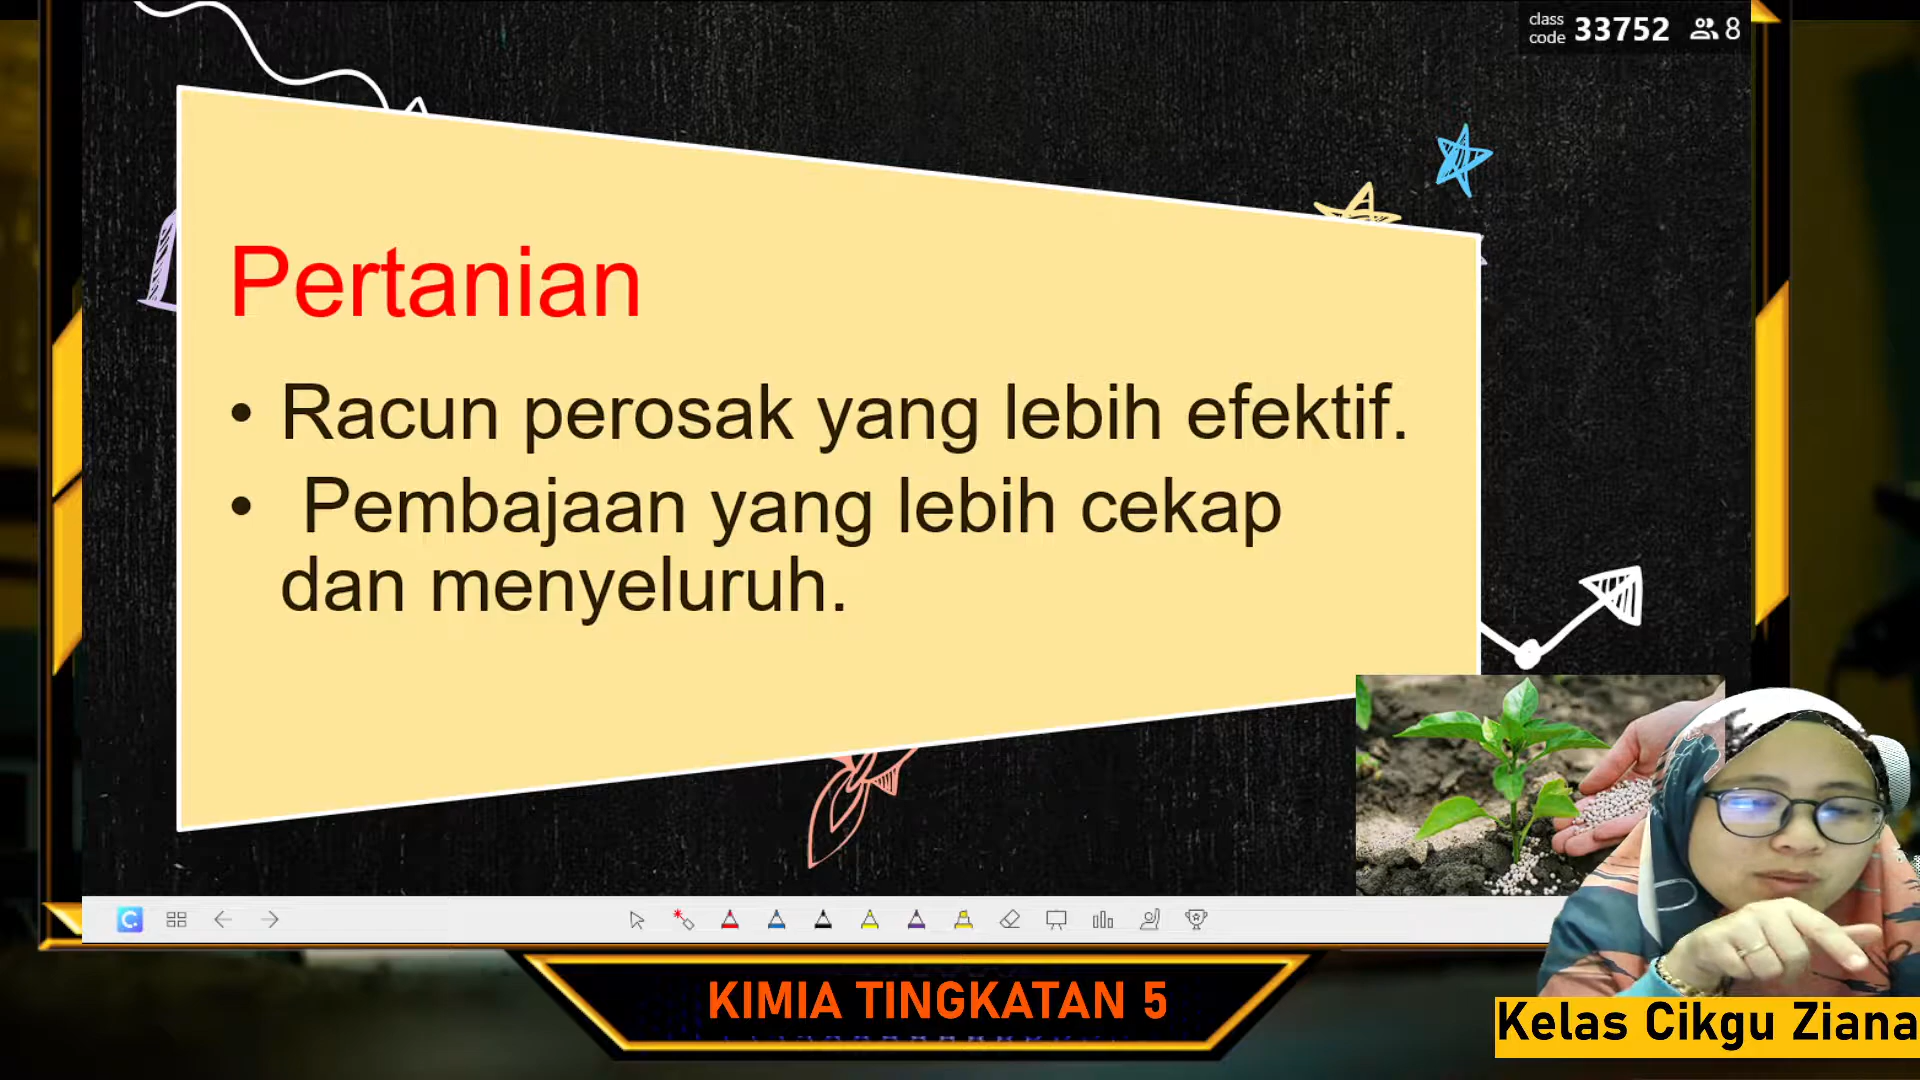 class
code 33752 8
Pertanian
• Racun perosak yang lebih efektif.
• Pembajaan yang lebih cekap
dan menyeluruh.
KIMIA TINGKATAN 5
Kelas Cikgu Ziana